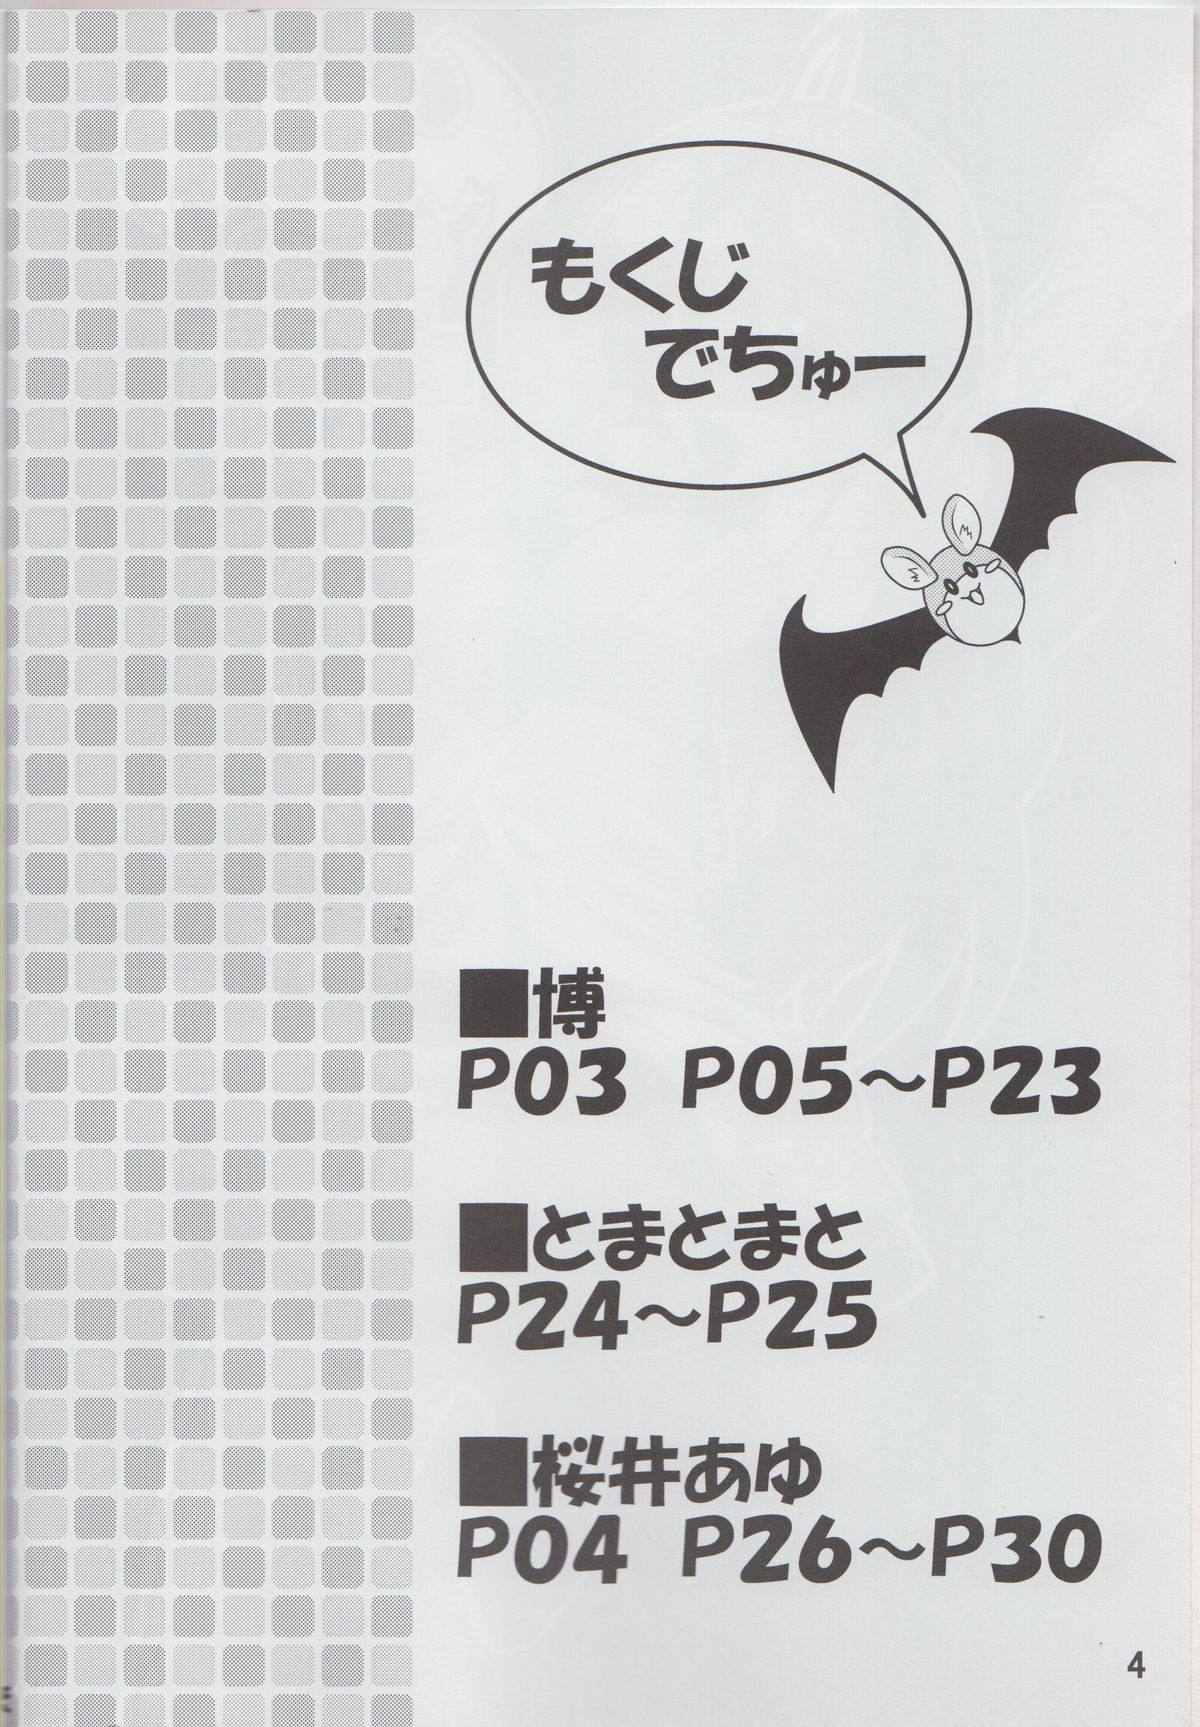 もくじ
でちゅー
■博
P03 P05～P23
■とまとまと
P24～P25
■桜井あゆ
P04 P26～P30
4